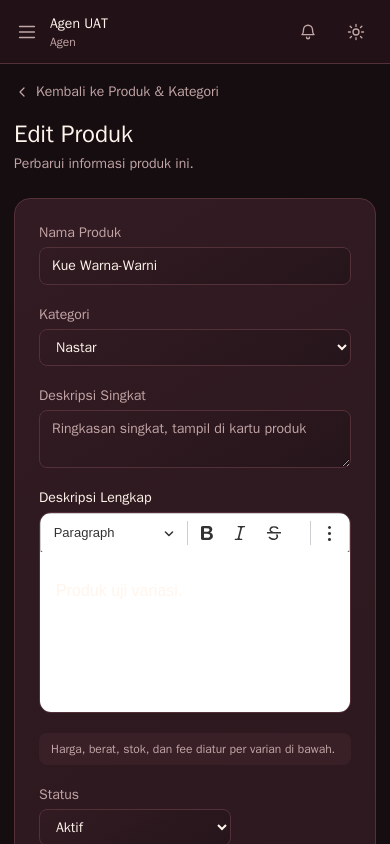 Agen UAT
Agen
Kembali ke Produk & Kategori
Edit Produk
Perbarui informasi produk ini.
Nama Produk
Kue Warna-Warni
Kategori
Nastar
Deskripsi Singkat
Ringkasan singkat, tampil di kartu produk
Deskripsi Lengkap
Paragraph B I S
Produk uji variasi.
Harga, berat, stok, dan fee diatur per varian di bawah.
Status
Aktif